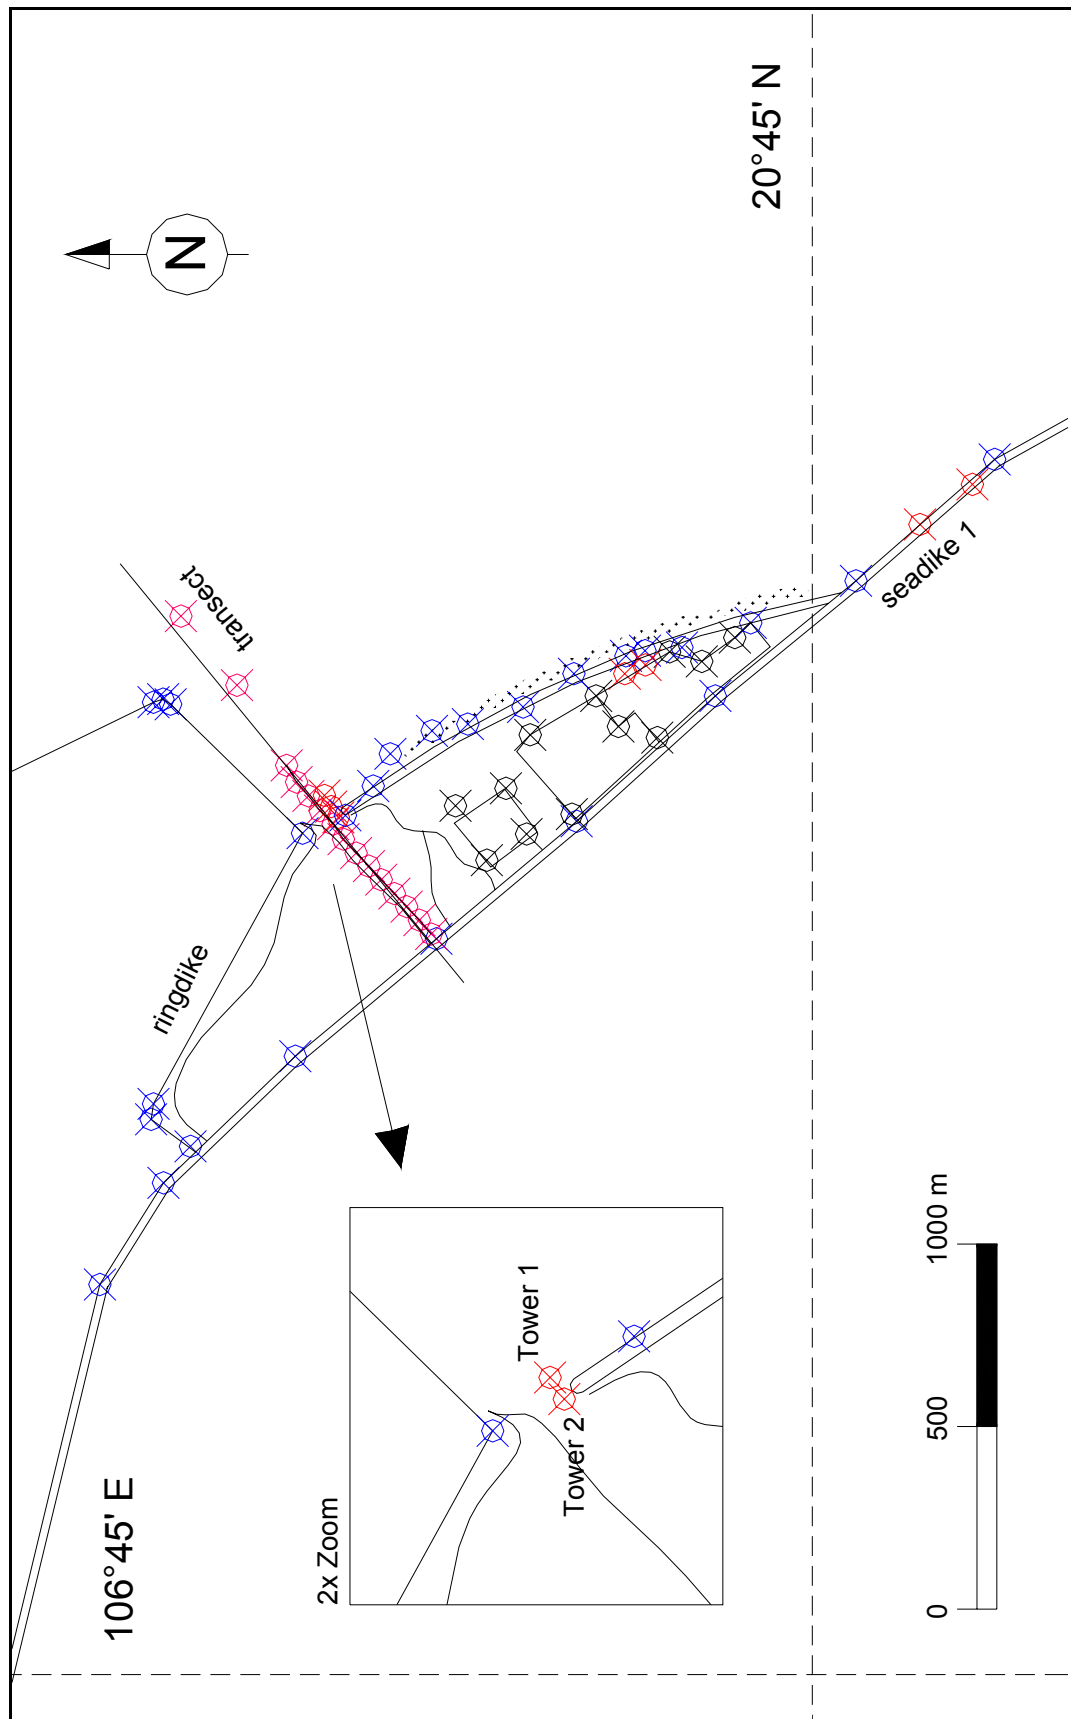 106°45' E
20°45' N
N
transect
ringdike
seadike 1
2x Zoom
Tower 1
Tower 2
0
500
1000 m